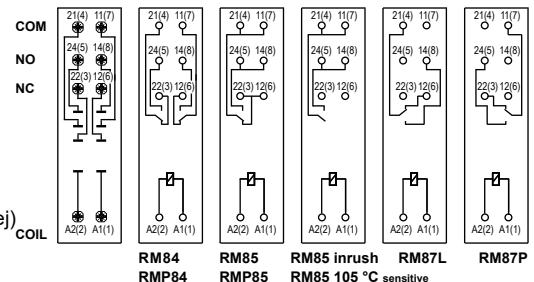 21(4) 11(7) 21(4) 11(7) 21(4) 11(7) 21(4) 11(7) 21(4) 11(7) 21(4) 11(7)
COM
24(5) 14(8) 24(5) 14(8) 24(5) 14(8) 24(5) 14(8) 24(5) 14(8) 24(5) 14(8)
NO
22(3) 12(6) 22(3) 12(6) 22(3) 12(6) 22(3) 12(6) 22(3) 12(6) 22(3) 12(6)
NC
ej)
COIL
A2(2) A1(1) A2(2) A1(1) A2(2) A1(1) A2(2) A1(1) A2(2) A1(1) A2(2) A1(1)
RM84 RM85 RM85 inrush RM87L RM87P
RMP84 RMP85 RM85 105 °C sensitive